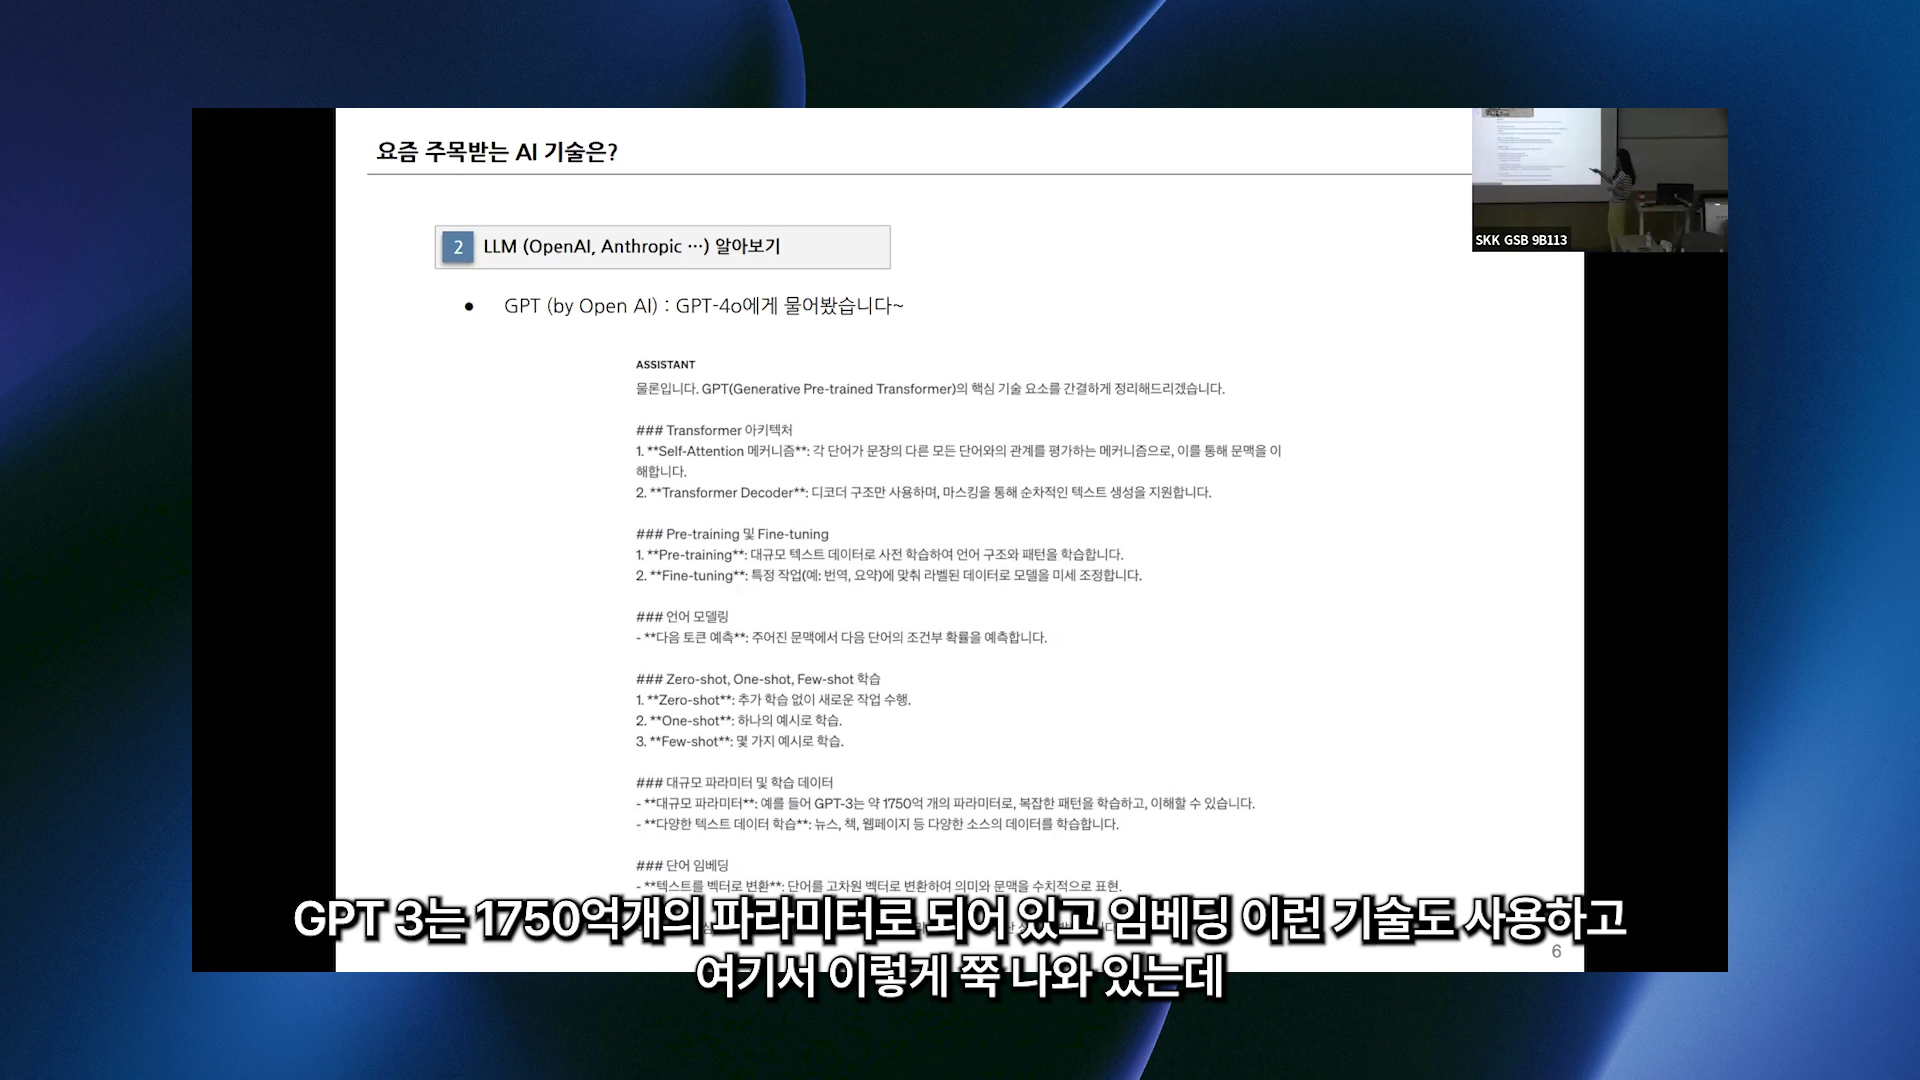 요즘 주목받는 AI 기술은?
SKK GSB 9B113
2 LLM (OpenAI, Anthropic ⋯) 알아보기
● GPT (by Open AI) : GPT-4o에게 물어봤습니다~
ASSISTANT
물론입니다. GPT(Generative Pre-trained Transformer)의 핵심 기술 요소를 간결하게 정리해드리겠습니다.
### Transformer 아키텍처
1. **Self-Attention 메커니즘**: 각 단어가 문장의 다른 모든 단어와의 관계를 평가하는 메커니즘으로, 이를 통해 문맥을 이
해합니다.
2. **Transformer Decoder**: 디코더 구조만 사용하며, 마스킹을 통해 순차적인 텍스트 생성을 지원합니다.
### Pre-training 및 Fine-tuning
1. **Pre-training**: 대규모 텍스트 데이터로 사전 학습하여 언어 구조와 패턴을 학습합니다.
2. **Fine-tuning**: 특정 작업(예: 번역, 요약)에 맞춰 라벨된 데이터로 모델을 미세 조정합니다.
### 언어 모델링
- **다음 토큰 예측**: 주어진 문맥에서 다음 단어의 조건부 확률을 예측합니다.
### Zero-shot, One-shot, Few-shot 학습
1. **Zero-shot**: 추가 학습 없이 새로운 작업 수행.
2. **One-shot**: 하나의 예시로 학습.
3. **Few-shot**: 몇 가지 예시로 학습.
### 대규모 파라미터 및 학습 데이터
- **대규모 파라미터**: 예를 들어 GPT-3는 약 1750억 개의 파라미터로, 복잡한 패턴을 학습하고, 이해할 수 있습니다.
- **다양한 텍스트 데이터 학습**: 뉴스, 책, 웹페이지 등 다양한 소스의 데이터를 학습합니다.
### 단어 임베딩
- **텍스트를 벡터로 변환**: 단어를 고차원 벡터로 변환하여 의미와 문맥을 수치적으로 표현.
GPT 3는 1750억개의 파라미터로 되어 있고 임베딩 이런 기술도 사용하고
여기서 이렇게 쭉 나와 있는데
6